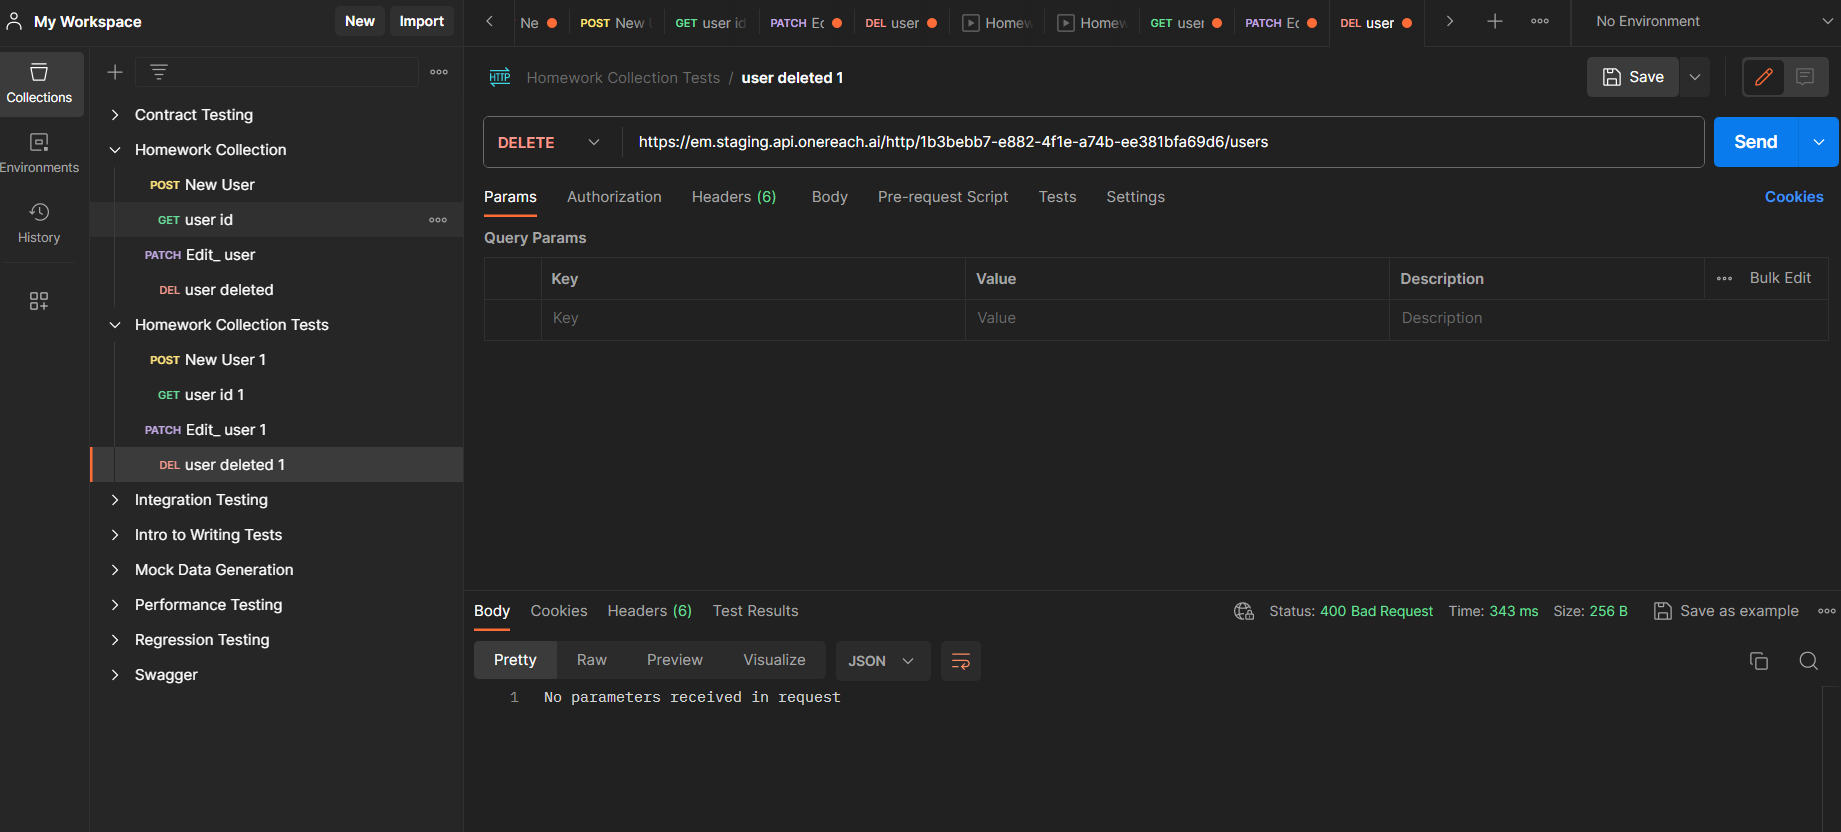 My Workspace
New
Import
Ne
POST New U
GET user id
PATCH Ec
DEL user
Homew
Homew
GET user
PATCH Ec
DEL user
No Environment
Collections
Environments
History
Contract Testing
Homework Collection
POST New User
GET user id
PATCH Edit_ user
DEL user deleted
Homework Collection Tests
POST New User 1
GET user id 1
PATCH Edit_ user 1
DEL user deleted 1
Integration Testing
Intro to Writing Tests
Mock Data Generation
Performance Testing
Regression Testing
Swagger
HTTP Homework Collection Tests / user deleted 1
Save
DELETE https://em.staging.api.onereach.ai/http/1b3bebb7-e882-4f1e-a74b-ee381bfa69d6/users
Send
Params Authorization Headers (6) Body Pre-request Script Tests Settings Cookies
Query Params
Key Value Description Bulk Edit
Key Value Description
Body Cookies Headers (6) Test Results Status: 400 Bad Request Time: 343 ms Size: 256 B Save as example
Pretty Raw Preview Visualize JSON
1 No parameters received in request